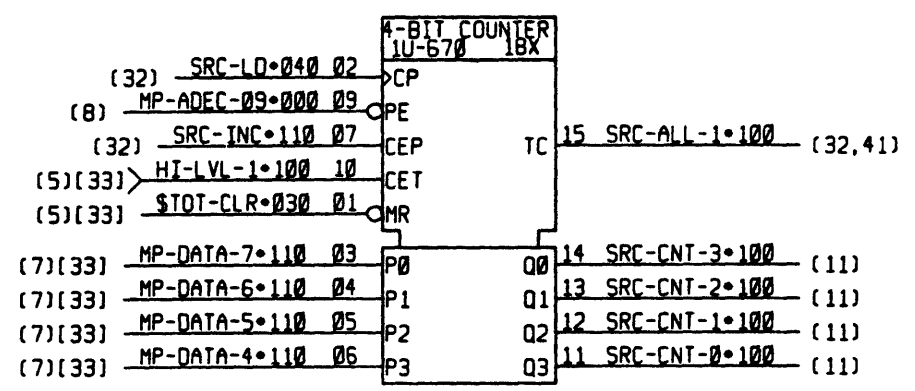 4-BIT COUNTER
1U-670 18X
(32) SRC-LD•040 02 CP
(8) MP-ADEC-09•000 09 PE
(32) SRC-INC•110 07 CEP TC 15 SRC-ALL-1•100 (32,41)
(5)(33) HI-LVL-1•100 10 CET
(5)(33) $TOT-CLR•030 01 MR
(7)(33) MP-DATA-7•110 03 P0 Q0 14 SRC-CNT-3•100 (11)
(7)(33) MP-DATA-6•110 04 P1 Q1 13 SRC-CNT-2•100 (11)
(7)(33) MP-DATA-5•110 05 P2 Q2 12 SRC-CNT-1•100 (11)
(7)(33) MP-DATA-4•110 06 P3 Q3 11 SRC-CNT-0•100 (11)